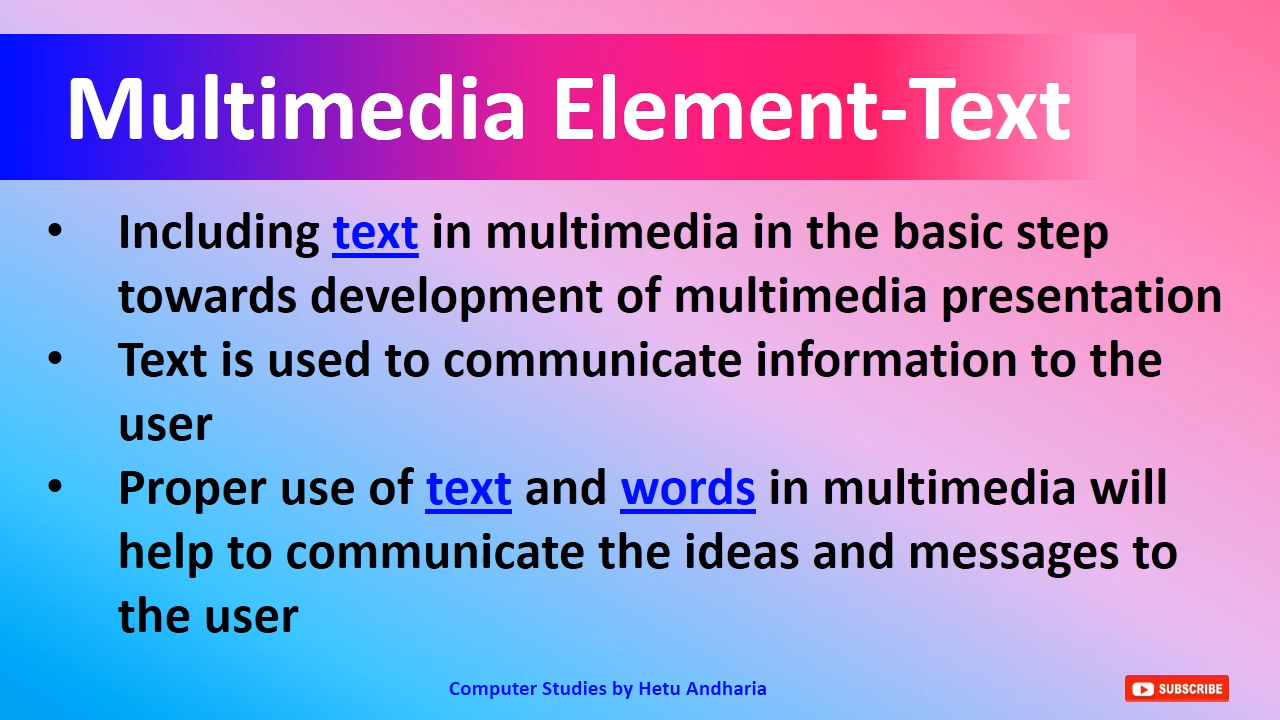 Multimedia Element-Text
• Including text in multimedia in the basic step
towards development of multimedia presentation
• Text is used to communicate information to the
user
• Proper use of text and words in multimedia will
help to communicate the ideas and messages to
the user
Computer Studies by Hetu Andharia
SUBSCRIBE